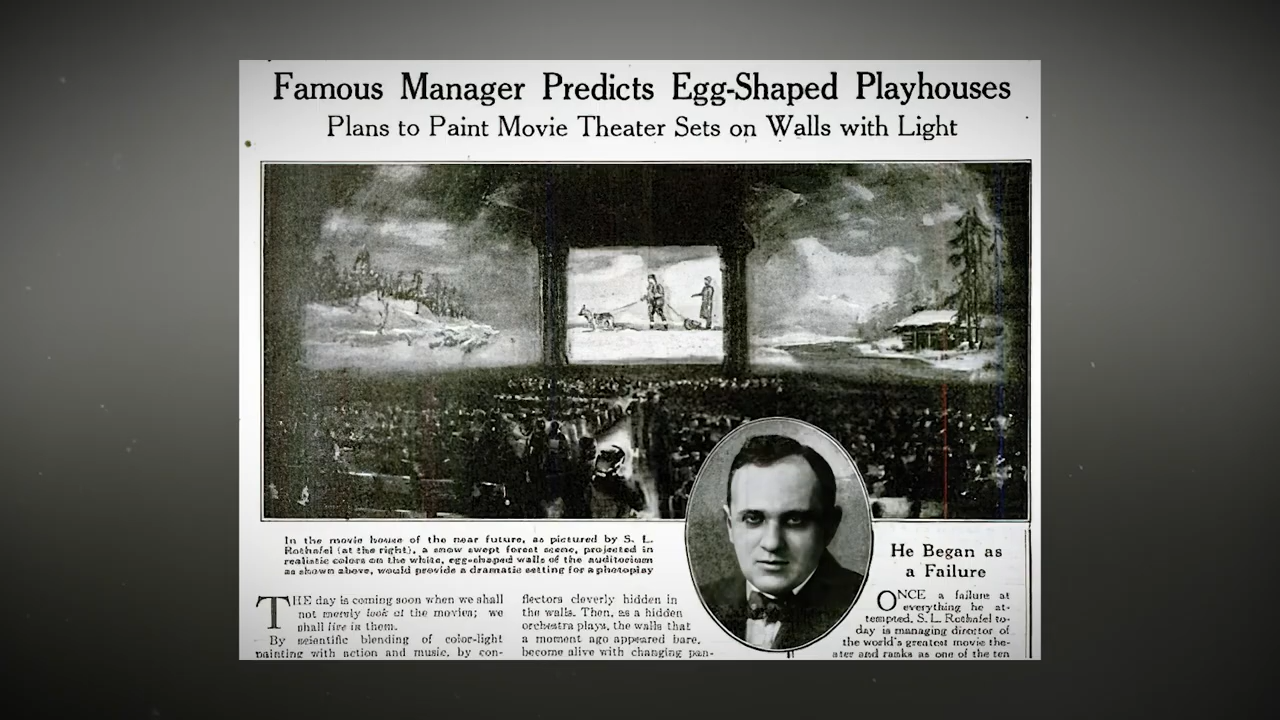 Famous Manager Predicts Egg-Shaped Playhouses
Plans to Paint Movie Theater Sets on Walls with Light
In the movie house of the near future, as pictured by S. L.
Rothafel (at the right), a snow swept forest scene, projected in
realistic colors on the white, egg-shaped walls of the auditorium
as shown above, would provide a dramatic setting for a photoplay
THE day is coming soon when we shall
not merely look at the movies; we
shall live in them.
By scientific blending of color-light
painting with action and music, by con-
flectors cleverly hidden in
the walls. Then, as a hidden
orchestra plays, the walls that
a moment ago appeared bare,
become alive with changing pan-
He Began as
a Failure
ONCE a failure at
everything he at-
tempted, S. L. Rothafel to-
day is managing director of
the world's greatest movie the-
ater and ranks as one of the ten